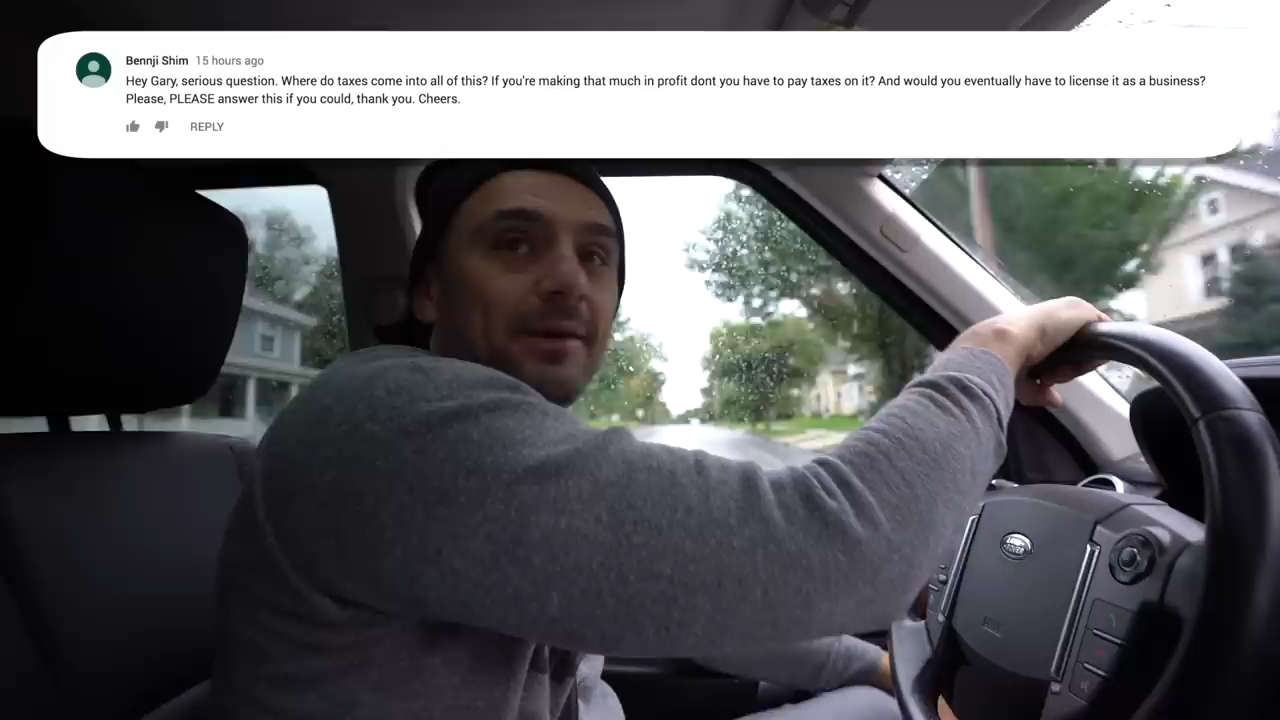 Bennji Shim 15 hours ago
Hey Gary, serious question. Where do taxes come into all of this? If you're making that much in profit dont you have to pay taxes on it? And would you eventually have to license it as a business?
Please, PLEASE answer this if you could, thank you. Cheers.
REPLY
LAND
ROVER